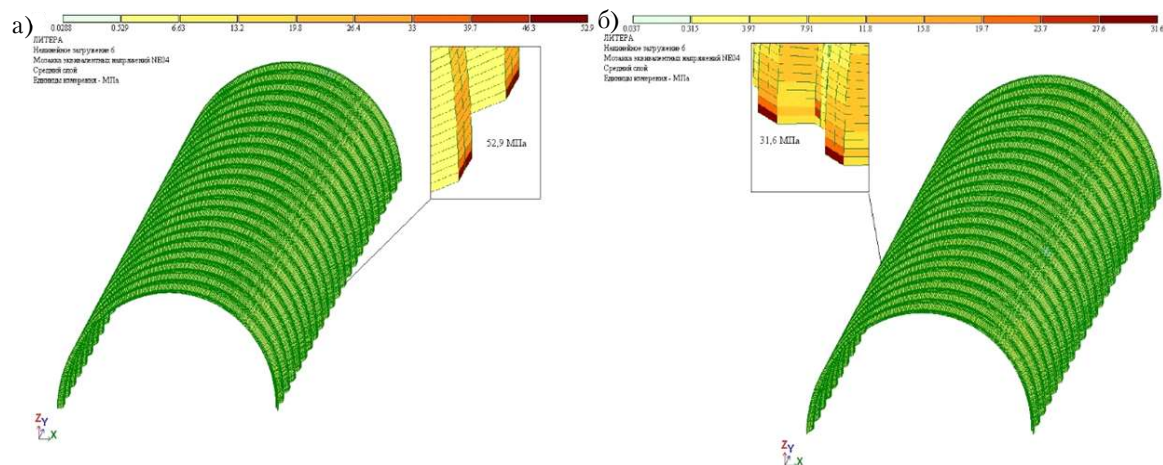 а)
0.0288 0.529 6.63 13.2 19.8 26.4 33 39.7 46.3 52.9
ЛИТЕРА
Нелинейное загружение 6
Мозаика эквивалентных напряжений NE04
Средний слой
Единицы измерения - МПа
52,9 МПа
Z Y
X
б)
0.037 0.315 3.97 7.91 11.8 15.8 19.7 23.7 27.6 31.6
ЛИТЕРА
Нелинейное загружение 6
Мозаика эквивалентных напряжений NE04
Средний слой
Единицы измерения - МПа
31,6 МПа
Z Y
X